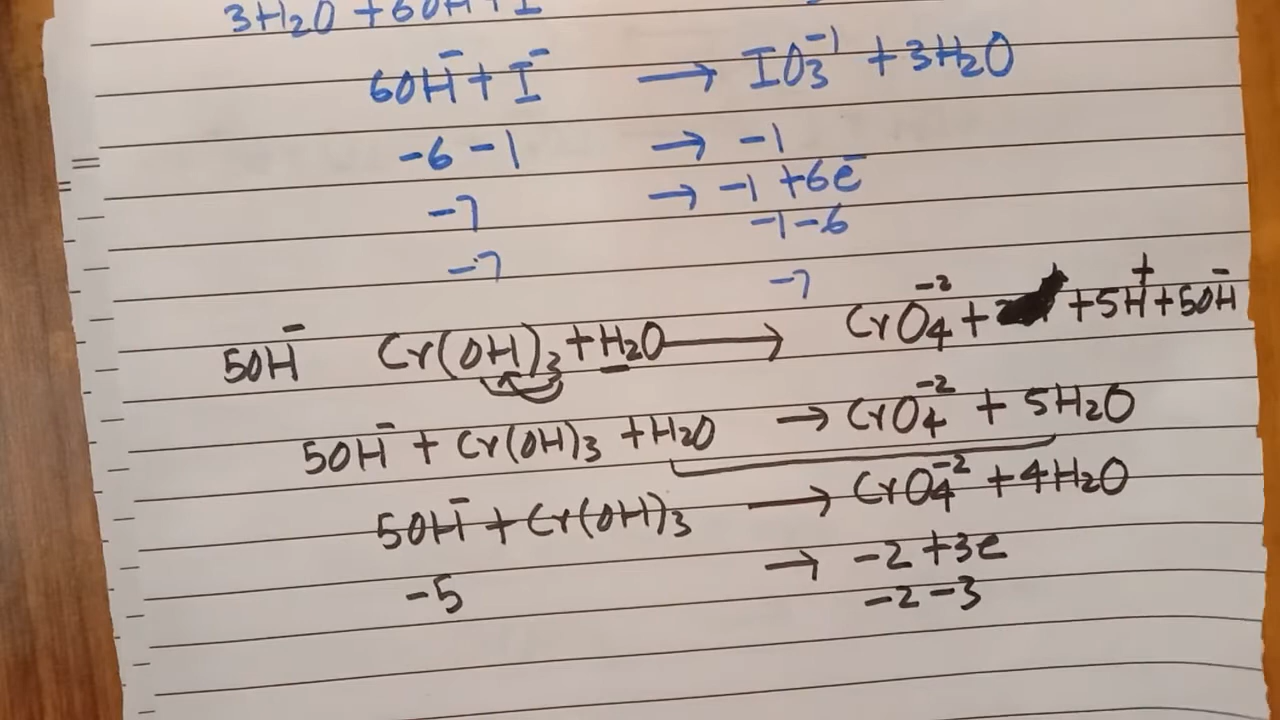 3H2O + 6OH + I
6OH⁻ + I⁻ → IO3⁻¹ + 3H2O
-6 -1 → -1
-7 → -1 +6e⁻
-1-6
-7 -7
5OH⁻ Cr(OH)3 + H2O → CrO4⁻² + + 5H⁺ + 5OH⁻
5OH⁻ + Cr(OH)3 + H2O → CrO4⁻² + 5H2O
5OH⁻ + Cr(OH)3 → CrO4⁻² + 4H2O
-5 → -2 +3e
-2-3